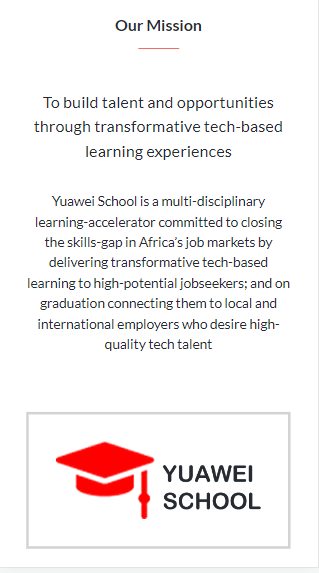 Our Mission
To build talent and opportunities
through transformative tech-based
learning experiences
Yuawei School is a multi-disciplinary
learning-accelerator committed to closing
the skills-gap in Africa's job markets by
delivering transformative tech-based
learning to high-potential jobseekers; and on
graduation connecting them to local and
international employers who desire high-
quality tech talent
YUAWEI
SCHOOL